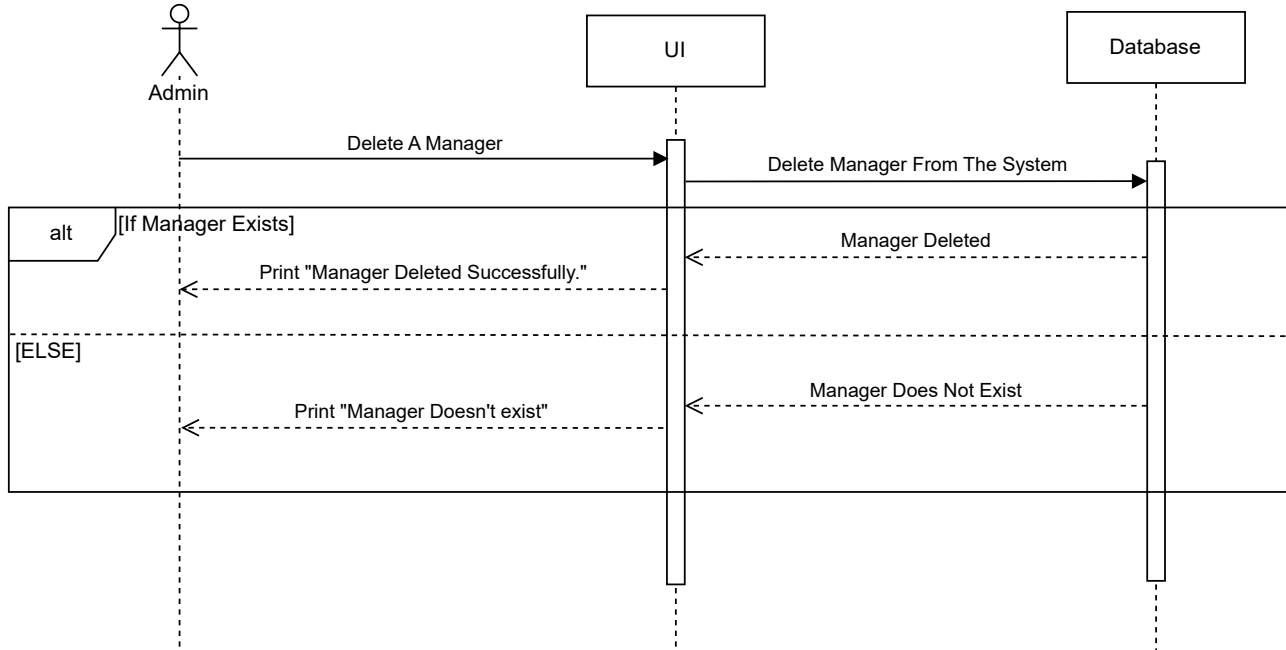 UI
Database
Admin
Delete A Manager
Delete Manager From The System
alt
[If Manager Exists]
Manager Deleted
Print "Manager Deleted Successfully."
[ELSE]
Manager Does Not Exist
Print "Manager Doesn't exist"